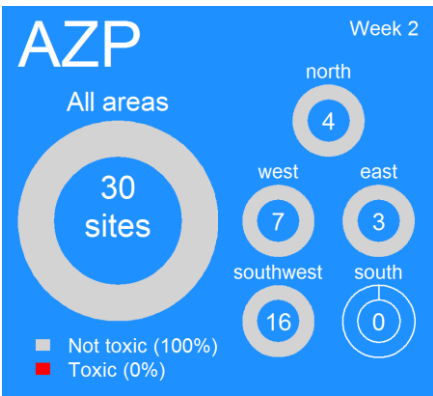 AZP
Week 2
All areas
30
sites
north
4
west
7
east
3
southwest
16
south
0
Not toxic (100%)
Toxic (0%)